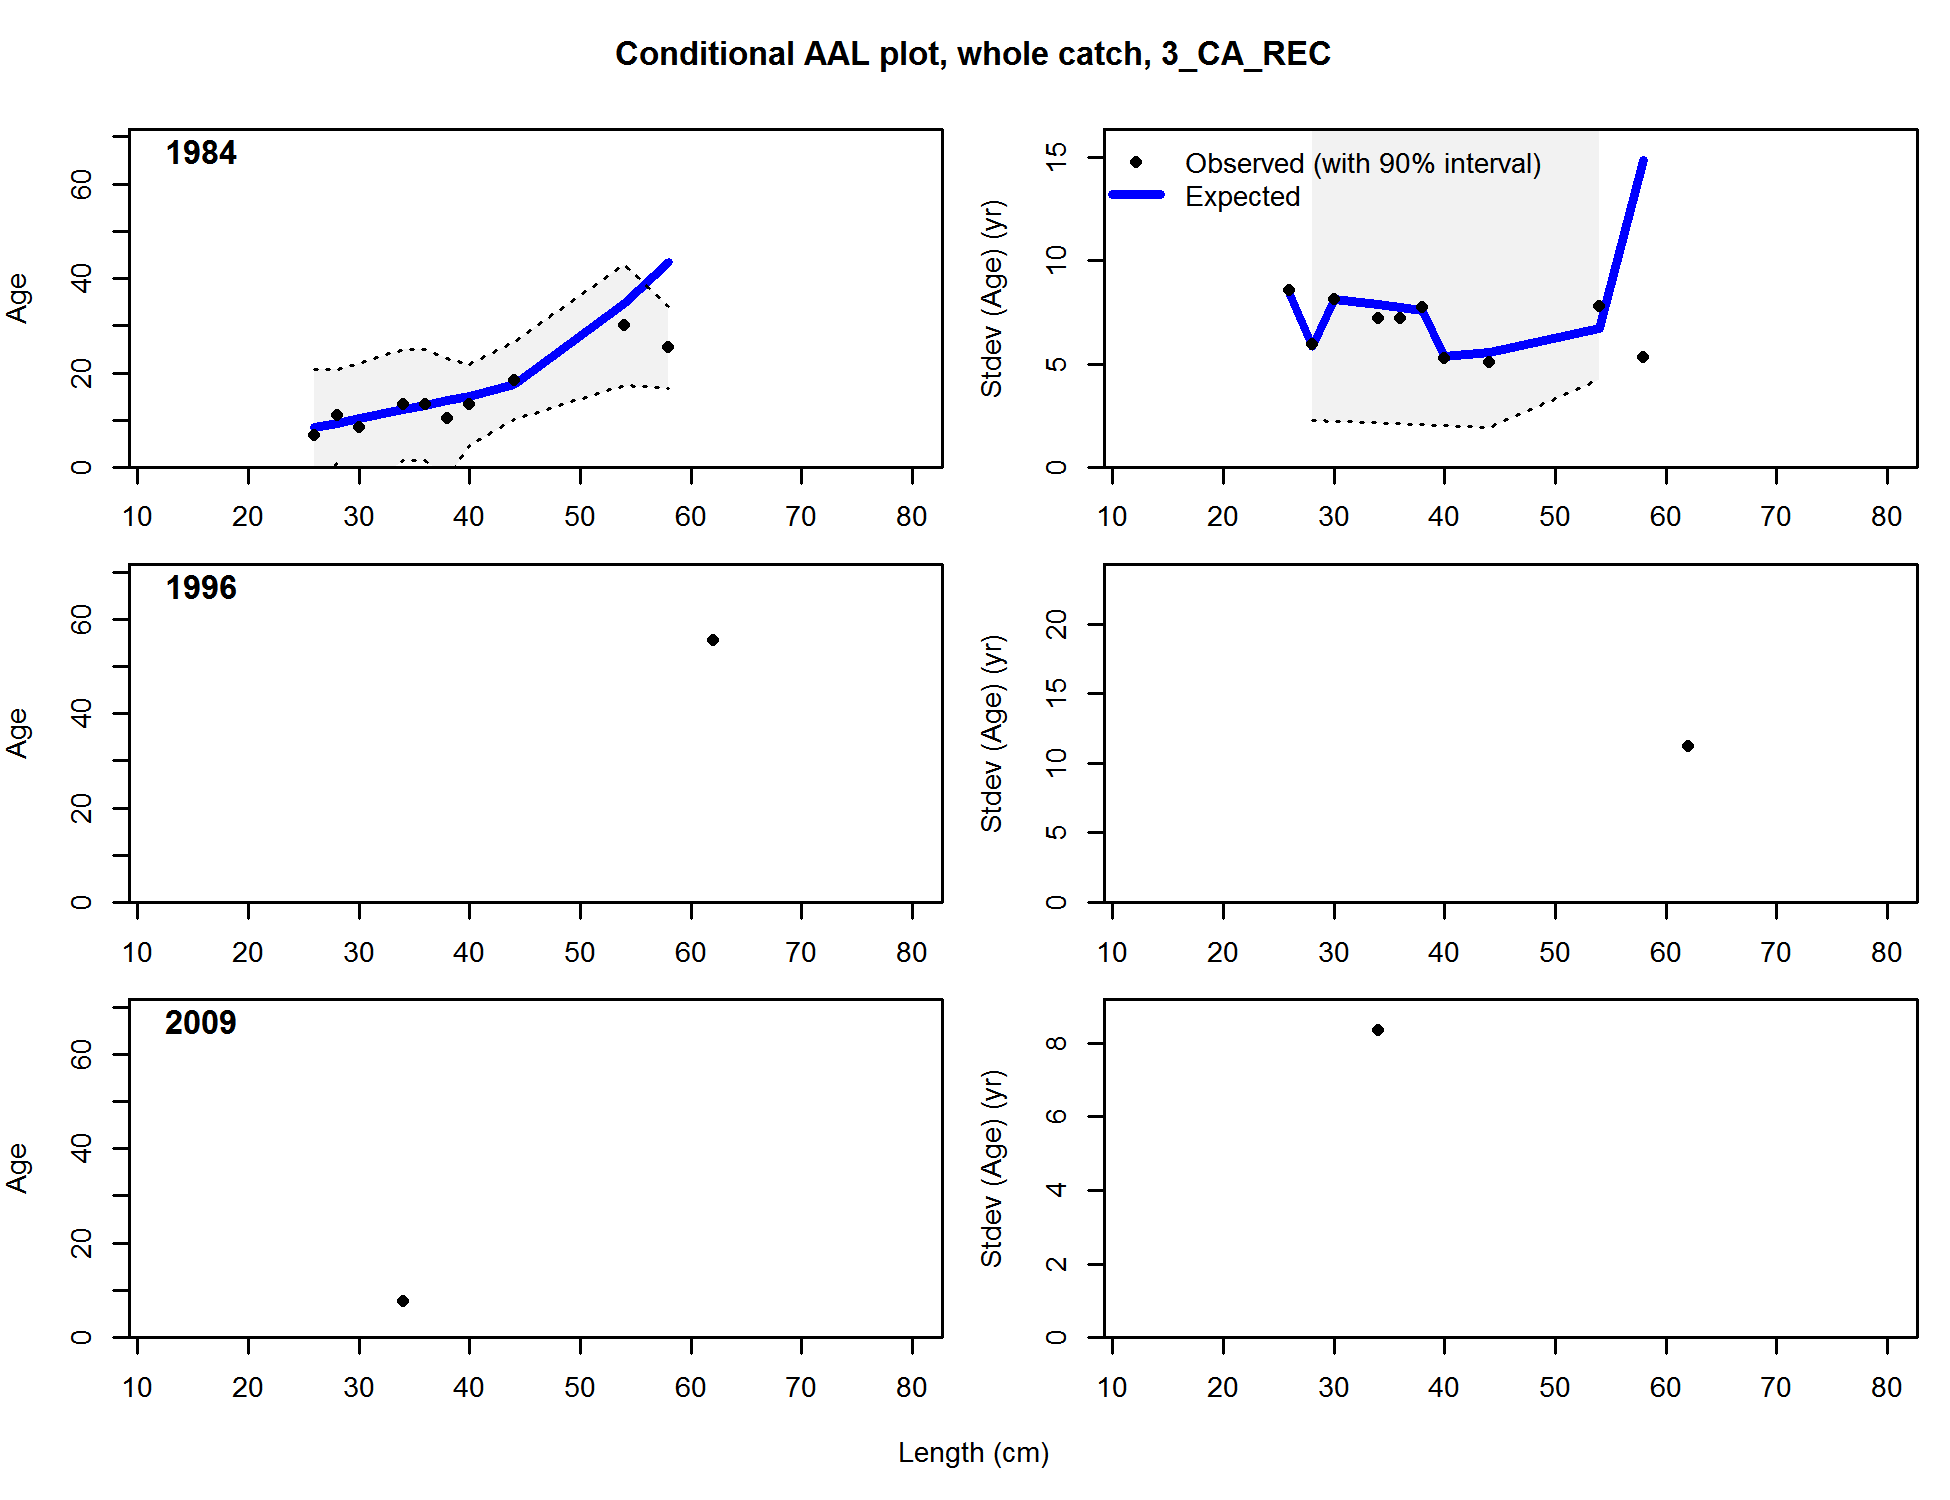 Conditional AAL plot, whole catch, 3_CA_REC
1984
Age
0 20 40 60
10 20 30 40 50 60 70 80
Observed (with 90% interval)
Expected
Stdev (Age) (yr)
0 5 10 15
10 20 30 40 50 60 70 80
1996
Age
0 20 40 60
10 20 30 40 50 60 70 80
Stdev (Age) (yr)
0 5 10 15 20
10 20 30 40 50 60 70 80
2009
Age
0 20 40 60
10 20 30 40 50 60 70 80
Stdev (Age) (yr)
0 2 4 6 8
10 20 30 40 50 60 70 80
Length (cm)